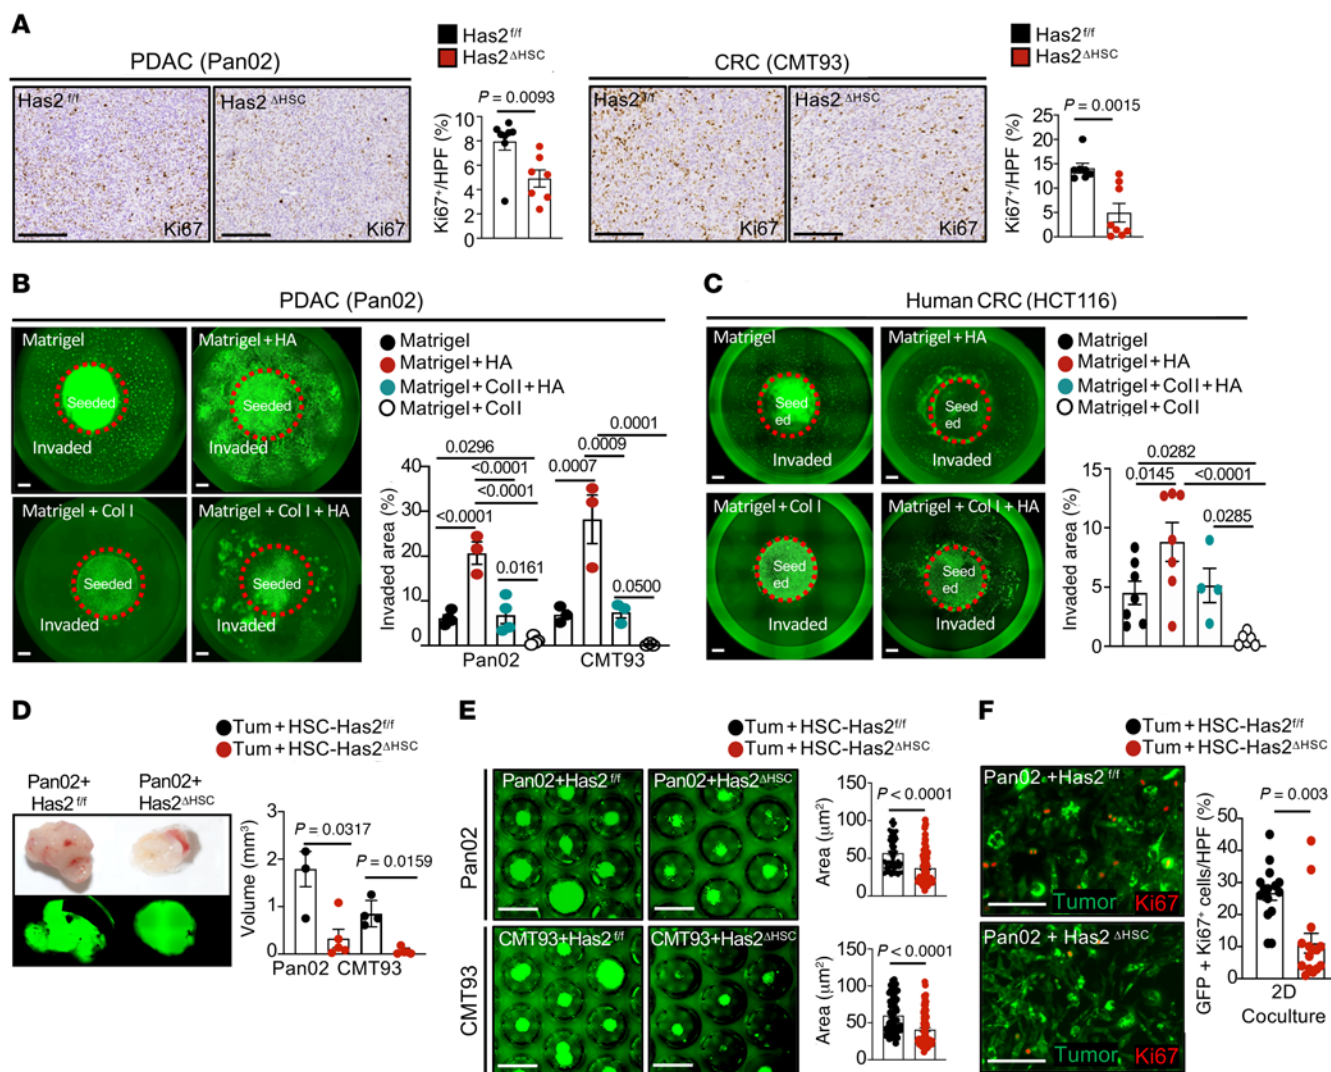 A
PDAC (Pan02)
Has2f/f
Has2ΔHSC
CRC (CMT93)
Has2f/f
Has2ΔHSC
Has2f/f
Ki67
Has2 ΔHSC
Ki67
Ki67+/HPF (%)
10
8
6
4
2
0
P = 0.0093
Has2f/f
Ki67
Has2 ΔHSC
Ki67
Ki67+/HPF (%)
25
20
15
10
5
0
P = 0.0015
B
PDAC (Pan02)
Matrigel
Seeded
Invaded
Matrigel + HA
Seeded
Invaded
Matrigel + Col I
Seeded
Invaded
Matrigel + Col I + HA
Seeded
Invaded
Matrigel
Matrigel + HA
Matrigel + Col I + HA
Matrigel + Col I
Invaded area (%)
40
30
20
10
0
0.0296
<0.0001
<0.0001
<0.0001
0.0161
0.0001
0.0009
0.0007
0.0500
Pan02
CMT93
C
Human CRC (HCT116)
Matrigel
Seed
ed
Invaded
Matrigel + HA
Seed
ed
Invaded
Matrigel + Col I
Seed
ed
Invaded
Matrigel + Col I + HA
Seed
ed
Invaded
Matrigel
Matrigel + HA
Matrigel + Col I + HA
Matrigel + Col I
Invaded area (%)
15
10
5
0
0.0282
0.0145
<0.0001
0.0285
D
Tum + HSC-Has2f/f
Tum + HSC-Has2ΔHSC
Pan02+
Has2f/f
Pan02+
Has2ΔHSC
Volume (mm3)
3
2
1
0
P = 0.0317
P = 0.0159
Pan02
CMT93
E
Tum + HSC-Has2f/f
Tum + HSC-Has2ΔHSC
Pan02
Pan02+Has2f/f
Pan02+Has2ΔHSC
Area (μm2)
150
100
50
0
P < 0.0001
CMT93
CMT93+Has2f/f
CMT93+Has2ΔHSC
Area (μm2)
150
100
50
0
P < 0.0001
F
Tum + HSC-Has2f/f
Tum + HSC-Has2ΔHSC
Pan02 + Has2f/f
Tumor
Ki67
Pan02 + Has2 ΔHSC
Tumor
Ki67
GFP + Ki67+ cells/HPF (%)
50
40
30
20
10
0
P = 0.003
2D
Coculture